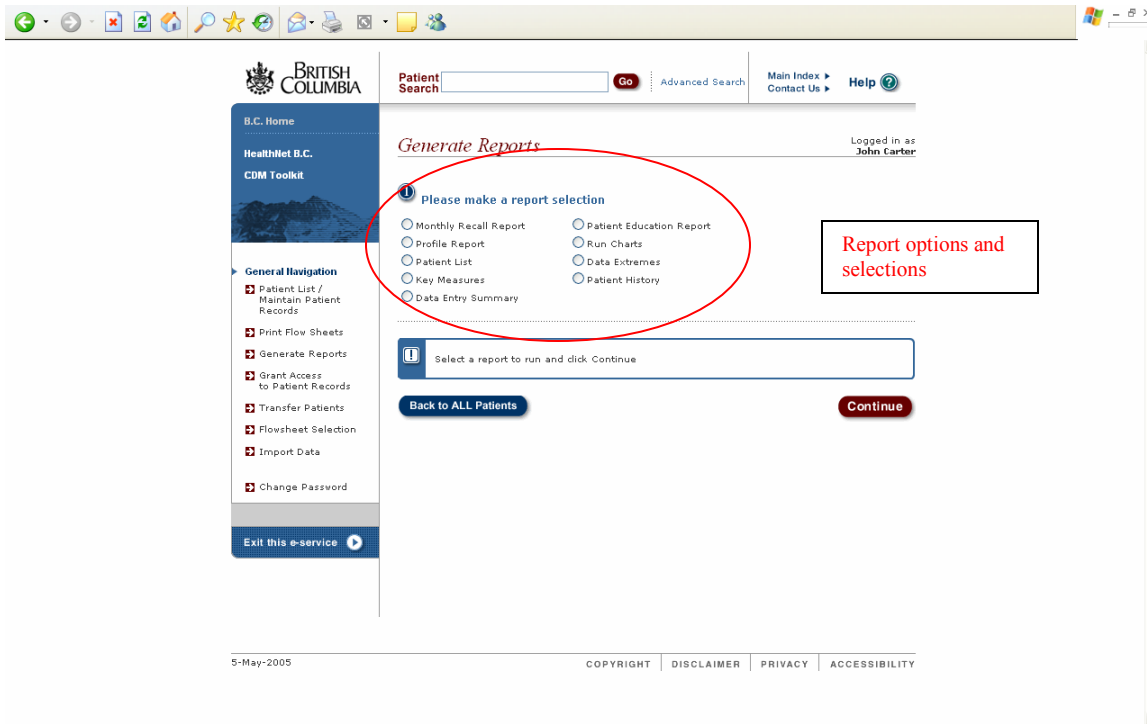 BRITISH
COLUMBIA
Patient
Search
Go
Advanced Search
Main Index
Contact Us
Help
B.C. Home
HealthNet B.C.
CDM Toolkit
Generate Reports
Logged in as
John Carter
1 Please make a report selection
Monthly Recall Report
Patient Education Report
Profile Report
Run Charts
Patient List
Data Extremes
Key Measures
Patient History
Data Entry Summary
Report options and
selections
General Navigation
Patient List /
Maintain Patient
Records
Print Flow Sheets
Generate Reports
Grant Access
to Patient Records
Transfer Patients
Flowsheet Selection
Import Data
Change Password
Exit this e-service
Select a report to run and click Continue
Back to ALL Patients
Continue
5-May-2005
COPYRIGHT
DISCLAIMER
PRIVACY
ACCESSIBILITY